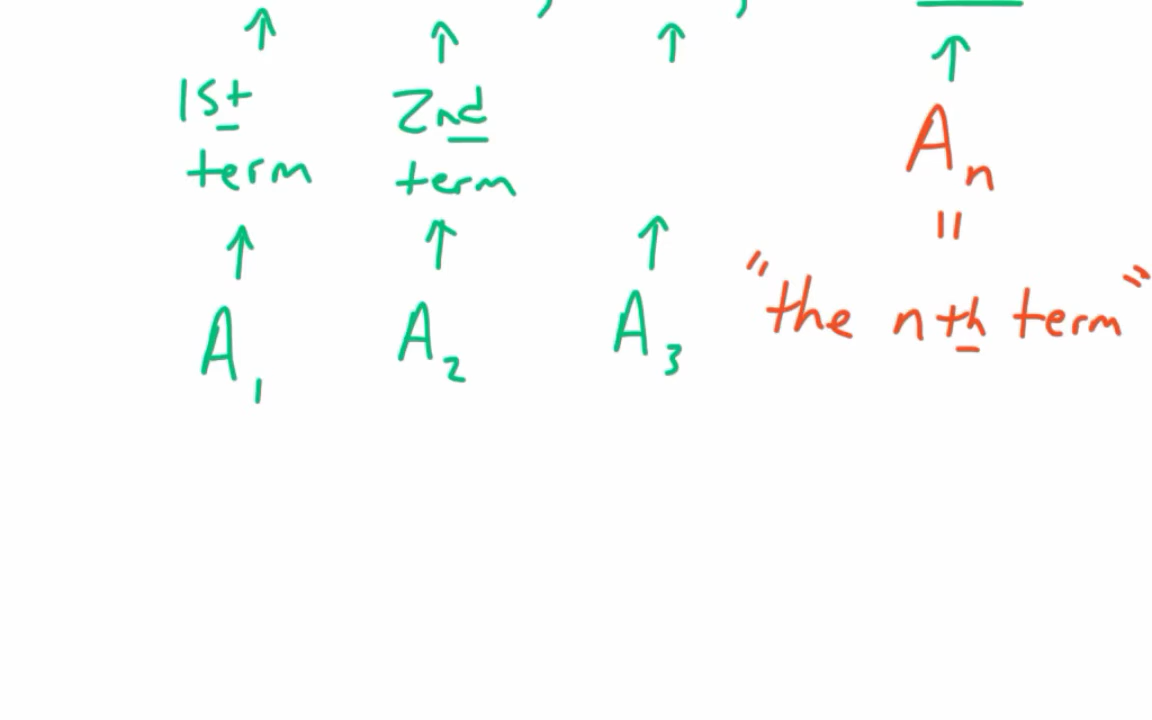 1st 2nd
term term
An
=
"the nth term"
A1 A2 A3